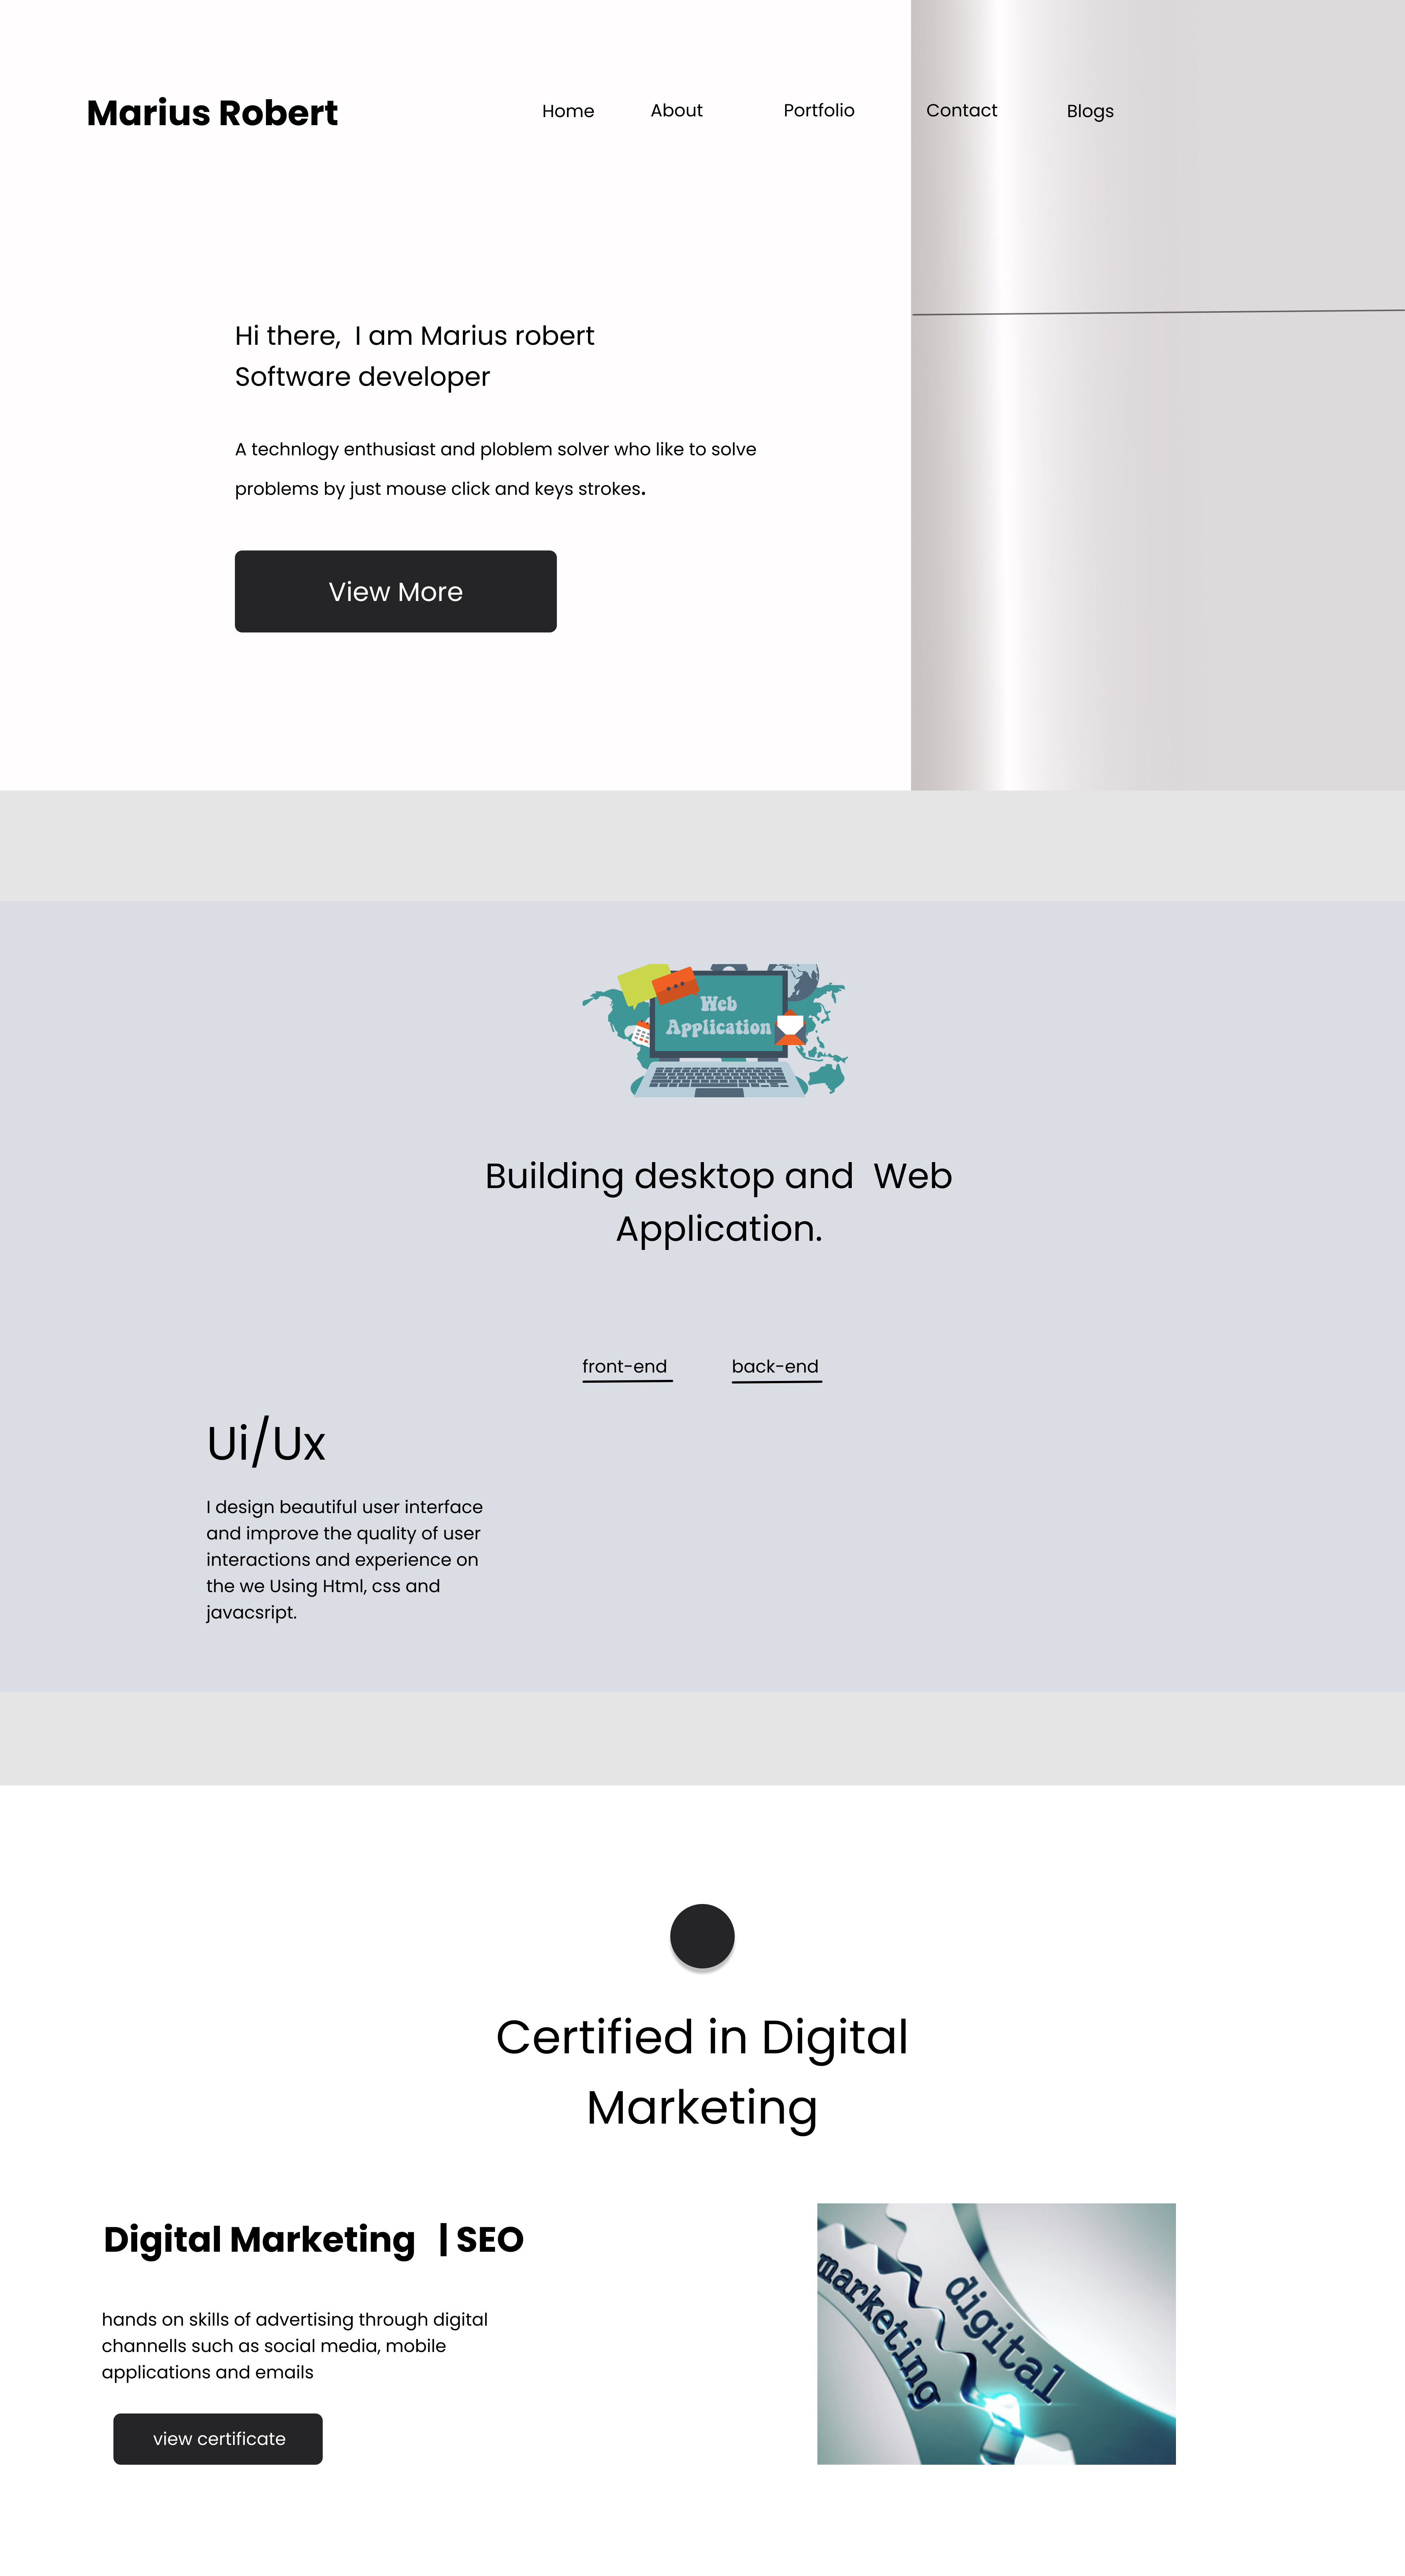 Marius Robert
Home About Portfolio Contact Blogs
Hi there,  I am Marius robert
Software developer
A technlogy enthusiast and ploblem solver who like to solve
problems by just mouse click and keys strokes.
View More
Web
Application
Building desktop and  Web
Application.
front-end back-end
Ui/Ux
I design beautiful user interface
and improve the quality of user
interactions and experience on
the we Using Html, css and
javacsript.
Certified in Digital
Marketing
Digital Marketing  | SEO
hands on skills of advertising through digital
channells such as social media, mobile
applications and emails
view certificate
marketing
digital